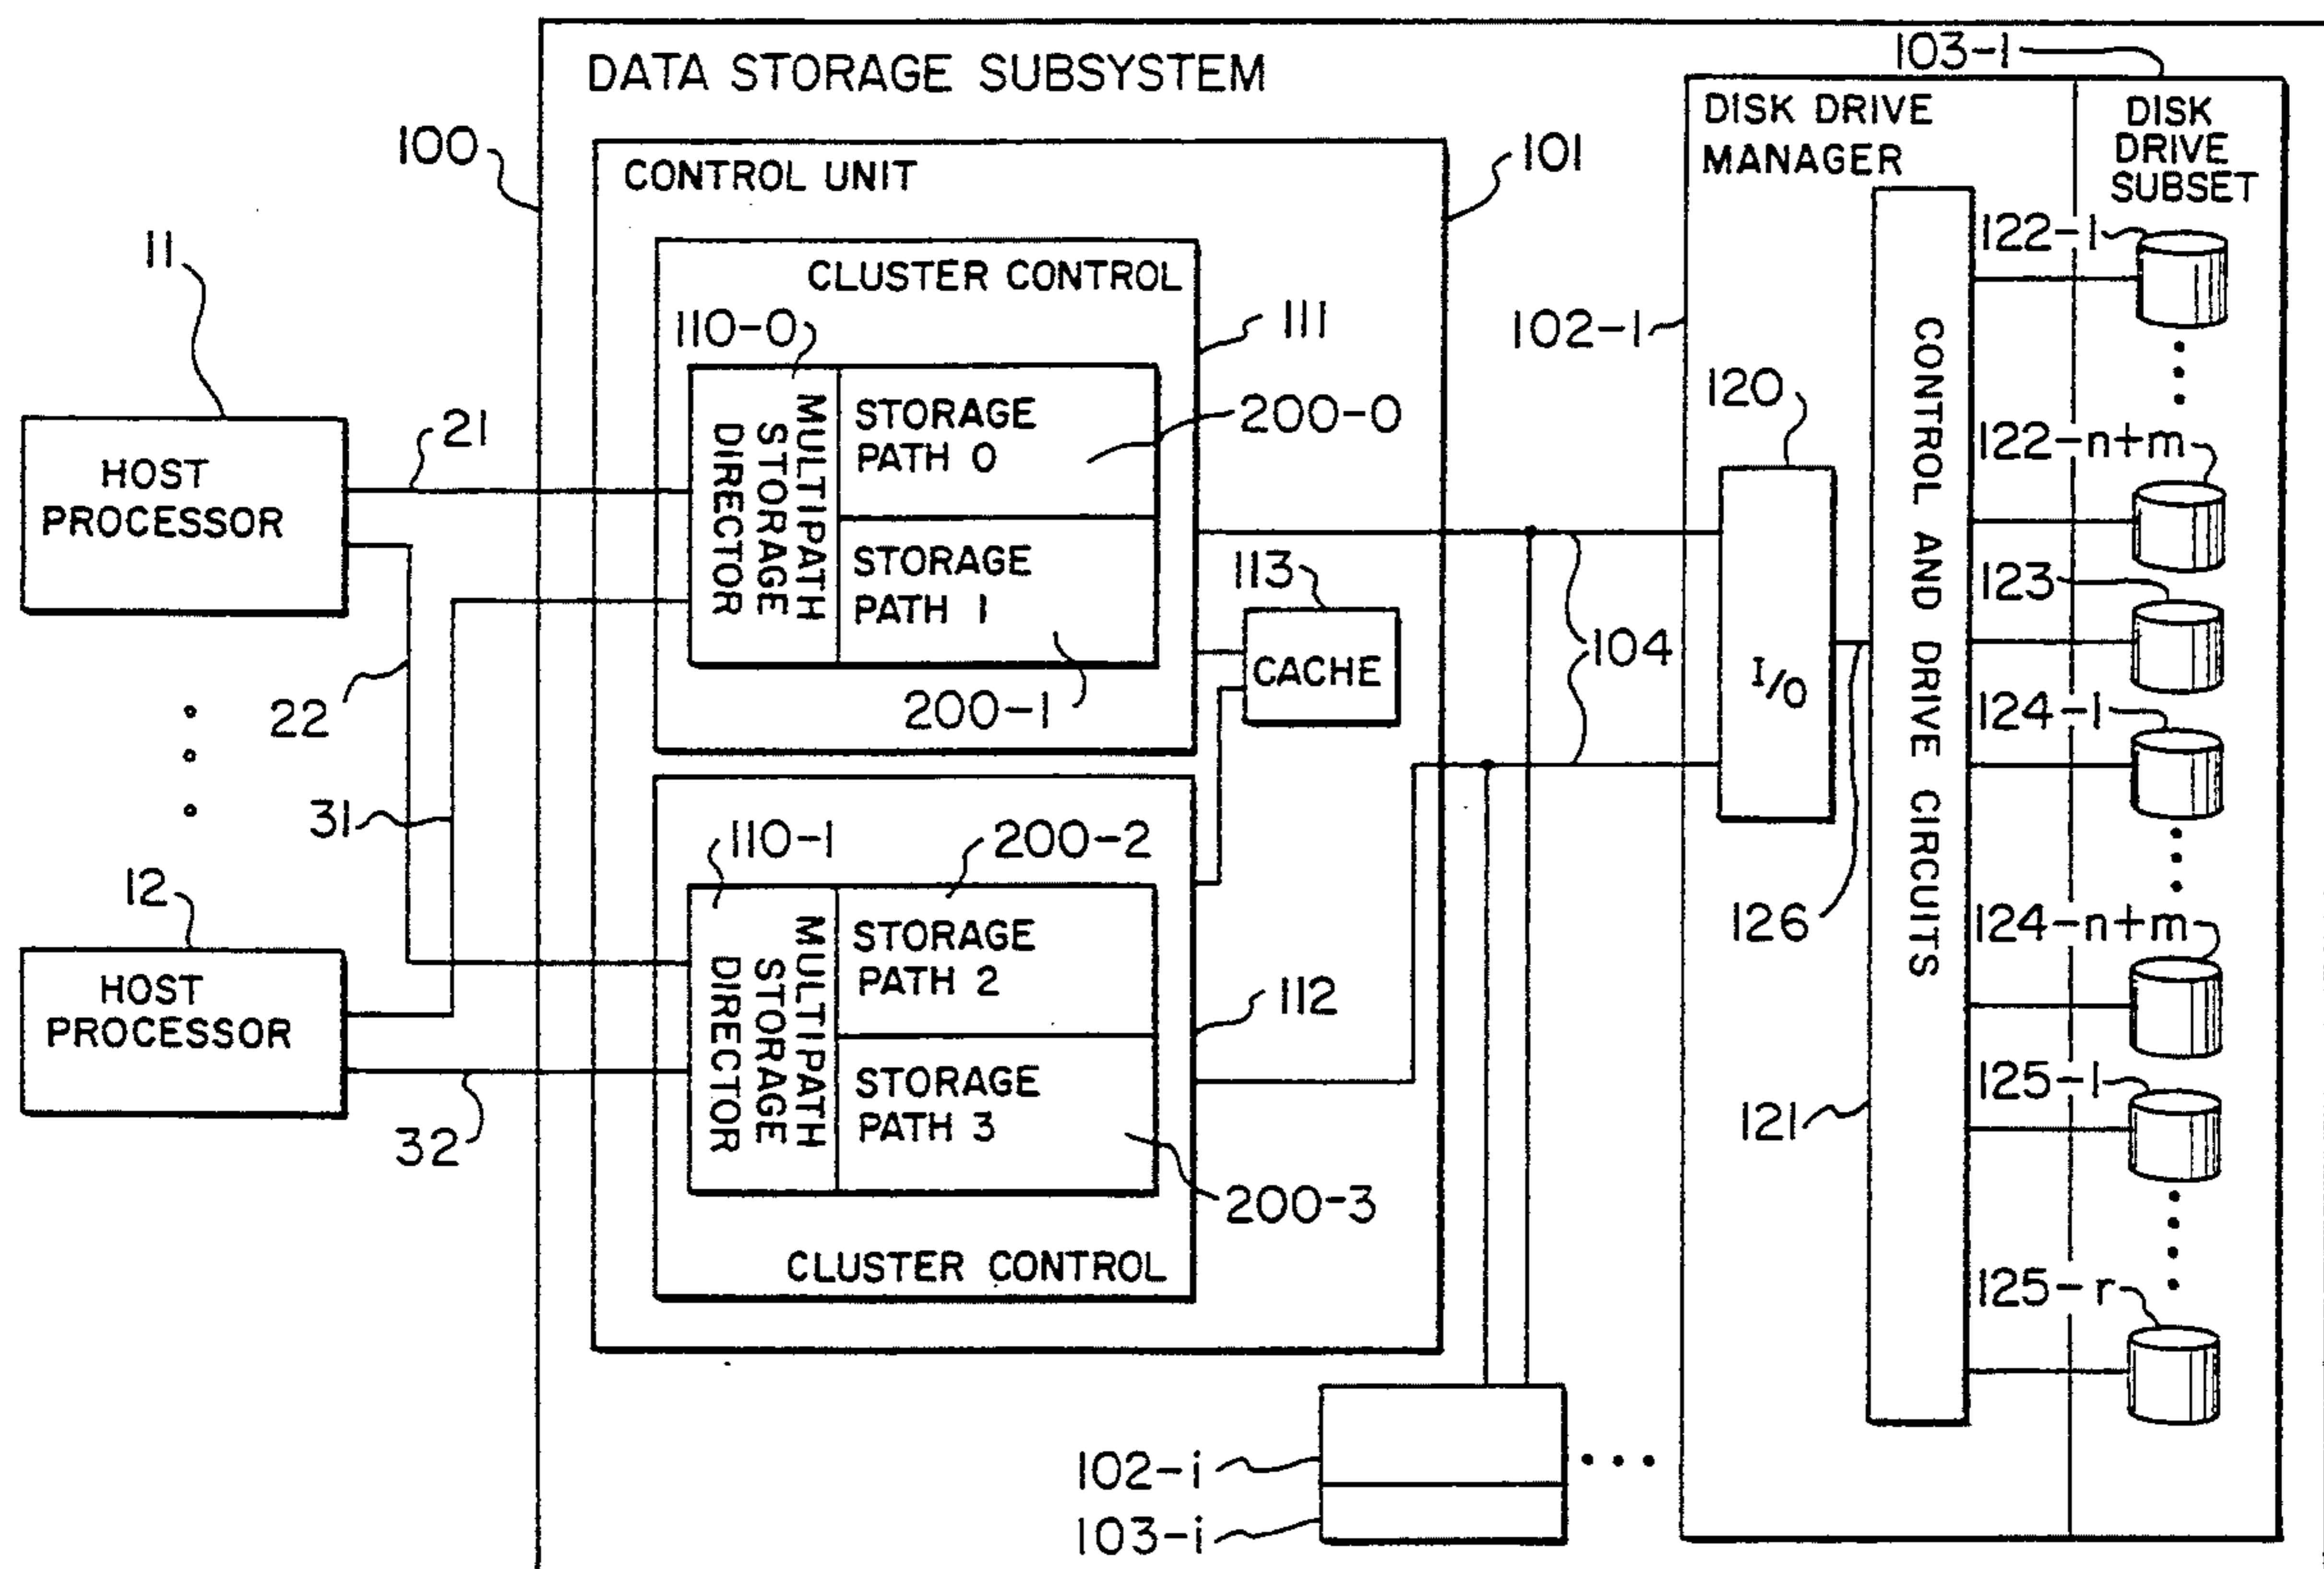 DATA STORAGE SUBSYSTEM
103-1
DISK DRIVE
MANAGER
DISK
DRIVE
SUBSET
100
CONTROL UNIT
101
11
CLUSTER CONTROL
110-0
111
102-1
122-1
HOST
PROCESSOR
21
MULTIPATH
STORAGE
DIRECTOR
STORAGE
PATH 0
200-0
STORAGE
PATH 1
200-1
120
I/O
CONTROL AND DRIVE CIRCUITS
122-n+m
123
113
CACHE
104
124-1
22
31
126
124-n+m
12
HOST
PROCESSOR
32
110-1
200-2
MULTIPATH
STORAGE
DIRECTOR
STORAGE
PATH 2
112
STORAGE
PATH 3
200-3
CLUSTER CONTROL
121
125-1
125-r
102-i
103-i